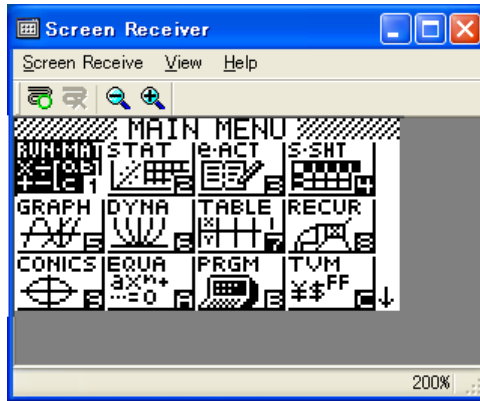 Screen Receiver
Screen Receive View Help
MAIN MENU
RUN·MAT STAT e·ACT S·SHT
GRAPH DYNA TABLE RECUR
CONICS EQUA PRGM TVM
200%